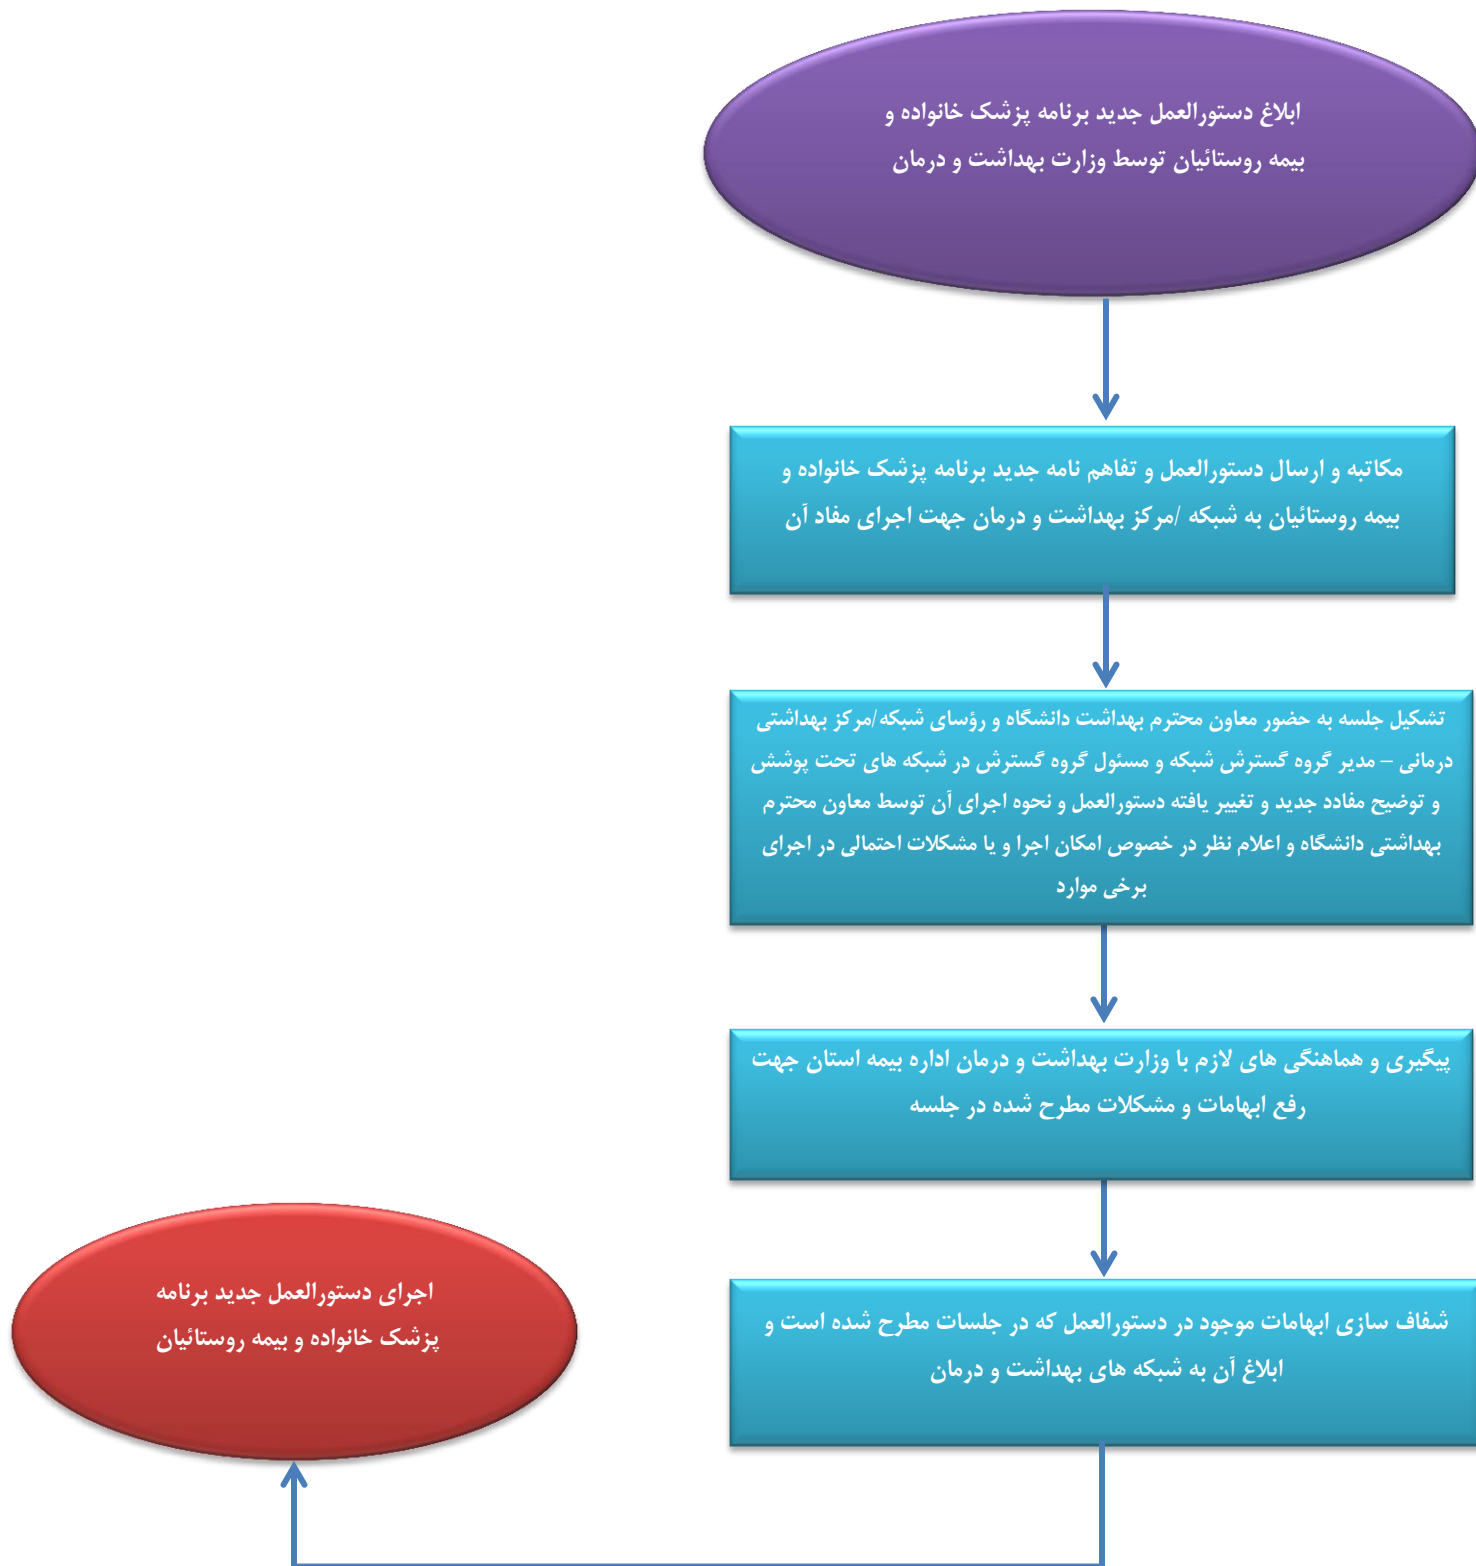 ابلاغ دستورالعمل جدید برنامه پزشک خانواده و
بیمه روستائیان توسط وزارت بهداشت و درمان
مکاتبه و ارسال دستورالعمل و تفاهم نامه جدید برنامه پزشک خانواده و
بیمه روستائیان به شبکه /مرکز بهداشت و درمان جهت اجرای مفاد آن
تشکیل جلسه به حضور معاون محترم بهداشت دانشگاه و رؤسای شبکه/مرکز بهداشتی
درمانی – مدیر گروه گسترش شبکه و مسئول گروه گسترش در شبکه های تحت پوشش
و توضیح مفادد جدید و تغییر یافته دستورالعمل و نحوه اجرای آن توسط معاون محترم
بهداشتی دانشگاه و اعلام نظر در خصوص امکان اجرا و یا مشکلات احتمالی در اجرای
برخی موارد
پیگیری و هماهنگی های لازم با وزارت بهداشت و درمان اداره بیمه استان جهت
رفع ابهامات و مشکلات مطرح شده در جلسه
شفاف سازی ابهامات موجود در دستورالعمل که در جلسات مطرح شده است و
ابلاغ آن به شبکه های بهداشت و درمان
اجرای دستورالعمل جدید برنامه
پزشک خانواده و بیمه روستائیان